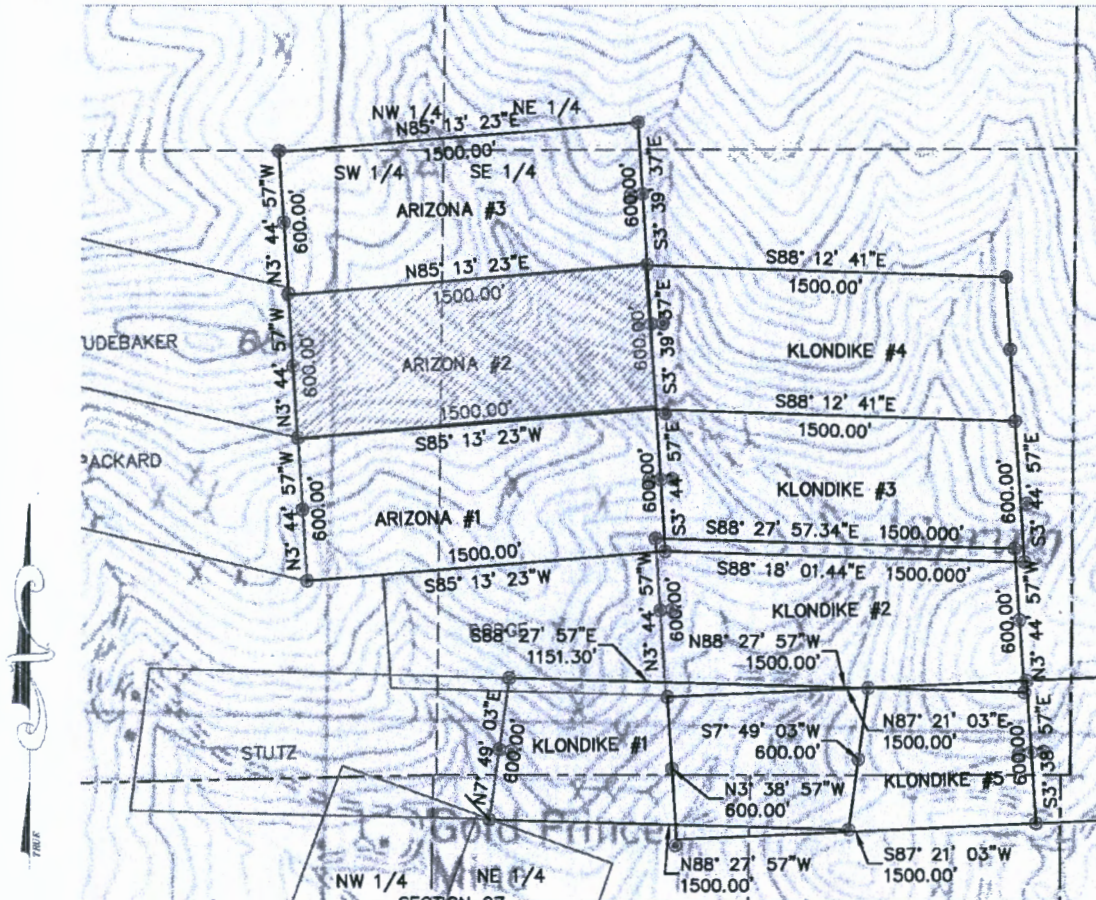 NW 1/4 NE 1/4
N85° 13' 23"E
1500.00'
SW 1/4 SE 1/4
N3° 44' 57"W
600.00'
ARIZONA #3
600.00'
S3° 39' 37"E
N85° 13' 23"E
1500.00'
S88° 12' 41"E
1500.00'
UDEBAKER
N3° 44' 57"W
600.00'
ARIZONA #2
600.00'
S3° 39' 37"E
KLONDIKE #4
1500.00'
S85° 13' 23"W
S88° 12' 41"E
1500.00'
PACKARD
N3° 44' 57"W
600.00'
ARIZONA #1
600.00'
S3° 44' 57"E
KLONDIKE #3
S3° 44' 57"E
1500.00'
S85° 13' 23"W
S88° 27' 57.34"E 1500.000'
S88° 18' 01.44"E 1500.000'
N3° 44' 57"W
600.00'
KLONDIKE #2
600.00'
N3° 44' 57"W
S88° 27' 57"E
1151.30'
N88° 27' 57"W
1500.00'
STUTZ
N7° 49' 03"E
600.00'
KLONDIKE #1
S7° 49' 03"W
600.00'
N87° 21' 03"E
1500.00'
600.00'
S3° 38' 57"E
N3° 38' 57"W
600.00'
KLONDIKE #5
Gold Prince
Mine
N88° 27' 57"W
1500.00'
S87° 21' 03"W
1500.00'
NW 1/4 NE 1/4
TRUE